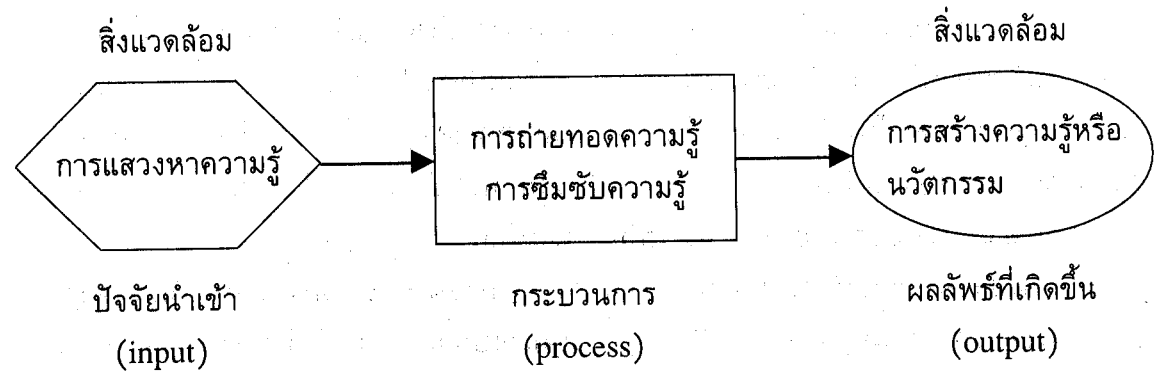 สิ่งแวดล้อม
สิ่งแวดล้อม
การแสวงหาความรู้
การถ่ายทอดความรู้
การซึมซับความรู้
การสร้างความรู้หรือ
นวัตกรรม
ปัจจัยนำเข้า
(input)
กระบวนการ
(process)
ผลลัพธ์ที่เกิดขึ้น
(output)